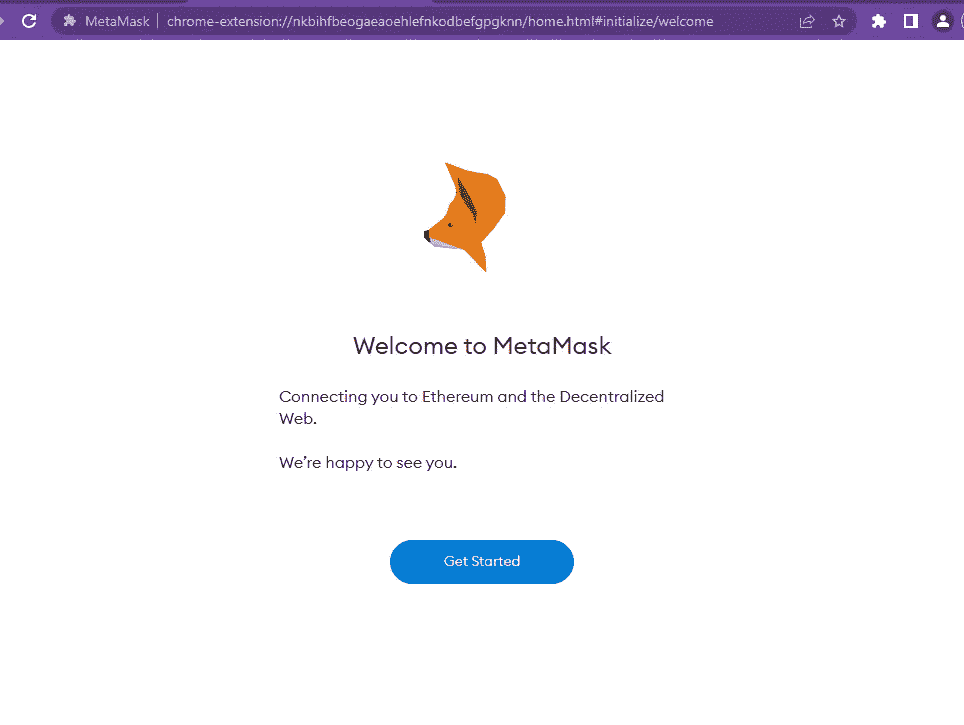 MetaMask | chrome-extension://nkbihfbeogaeaoehlefnkodbefgpgknn/home.html#initialize/welcome
Welcome to MetaMask
Connecting you to Ethereum and the Decentralized
Web.
We’re happy to see you.
Get Started